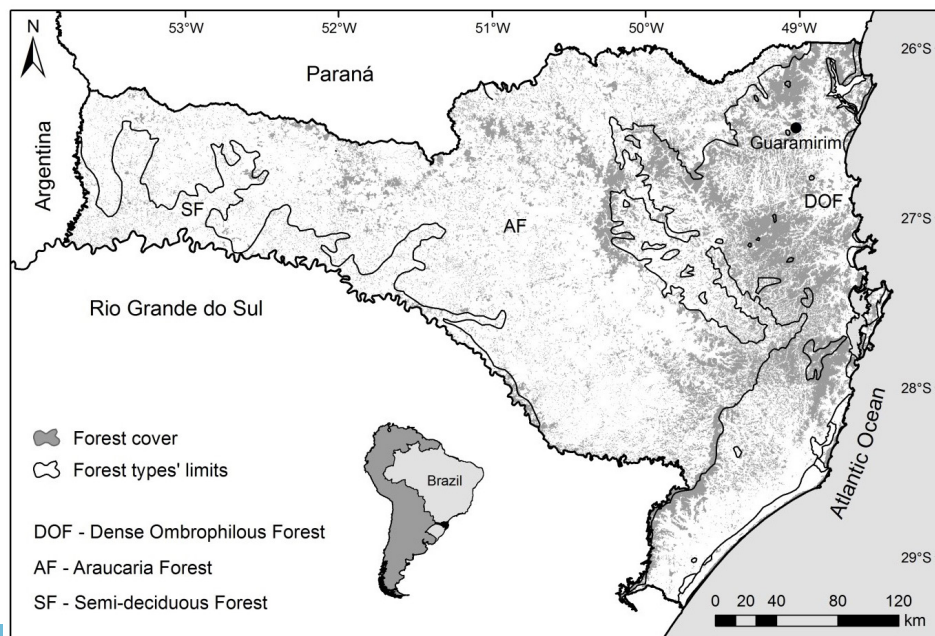 53°W 52°W 51°W 50°W 49°W
N
26°S
Paraná
Argentina
Guaramirim
SF
AF
DOF
27°S
Rio Grande do Sul
28°S
Atlantic Ocean
Forest cover
Forest types' limits
Brazil
DOF - Dense Ombrophilous Forest
AF - Araucaria Forest
SF - Semi-deciduous Forest
29°S
0 20 40 80 120
km